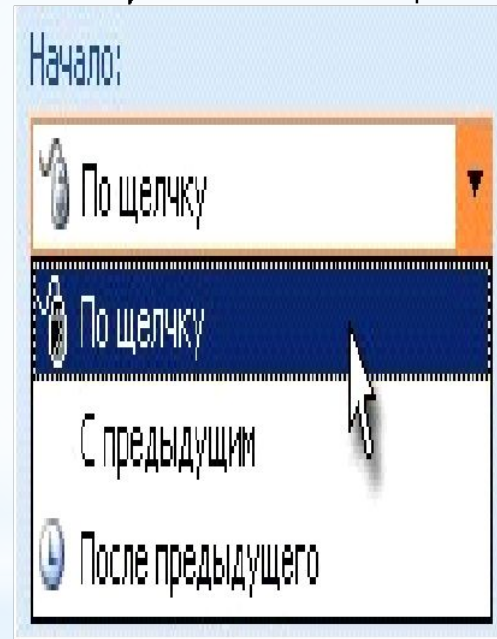 Начало:
По щелчку
По щелчку
С предыдущим
После предыдущего